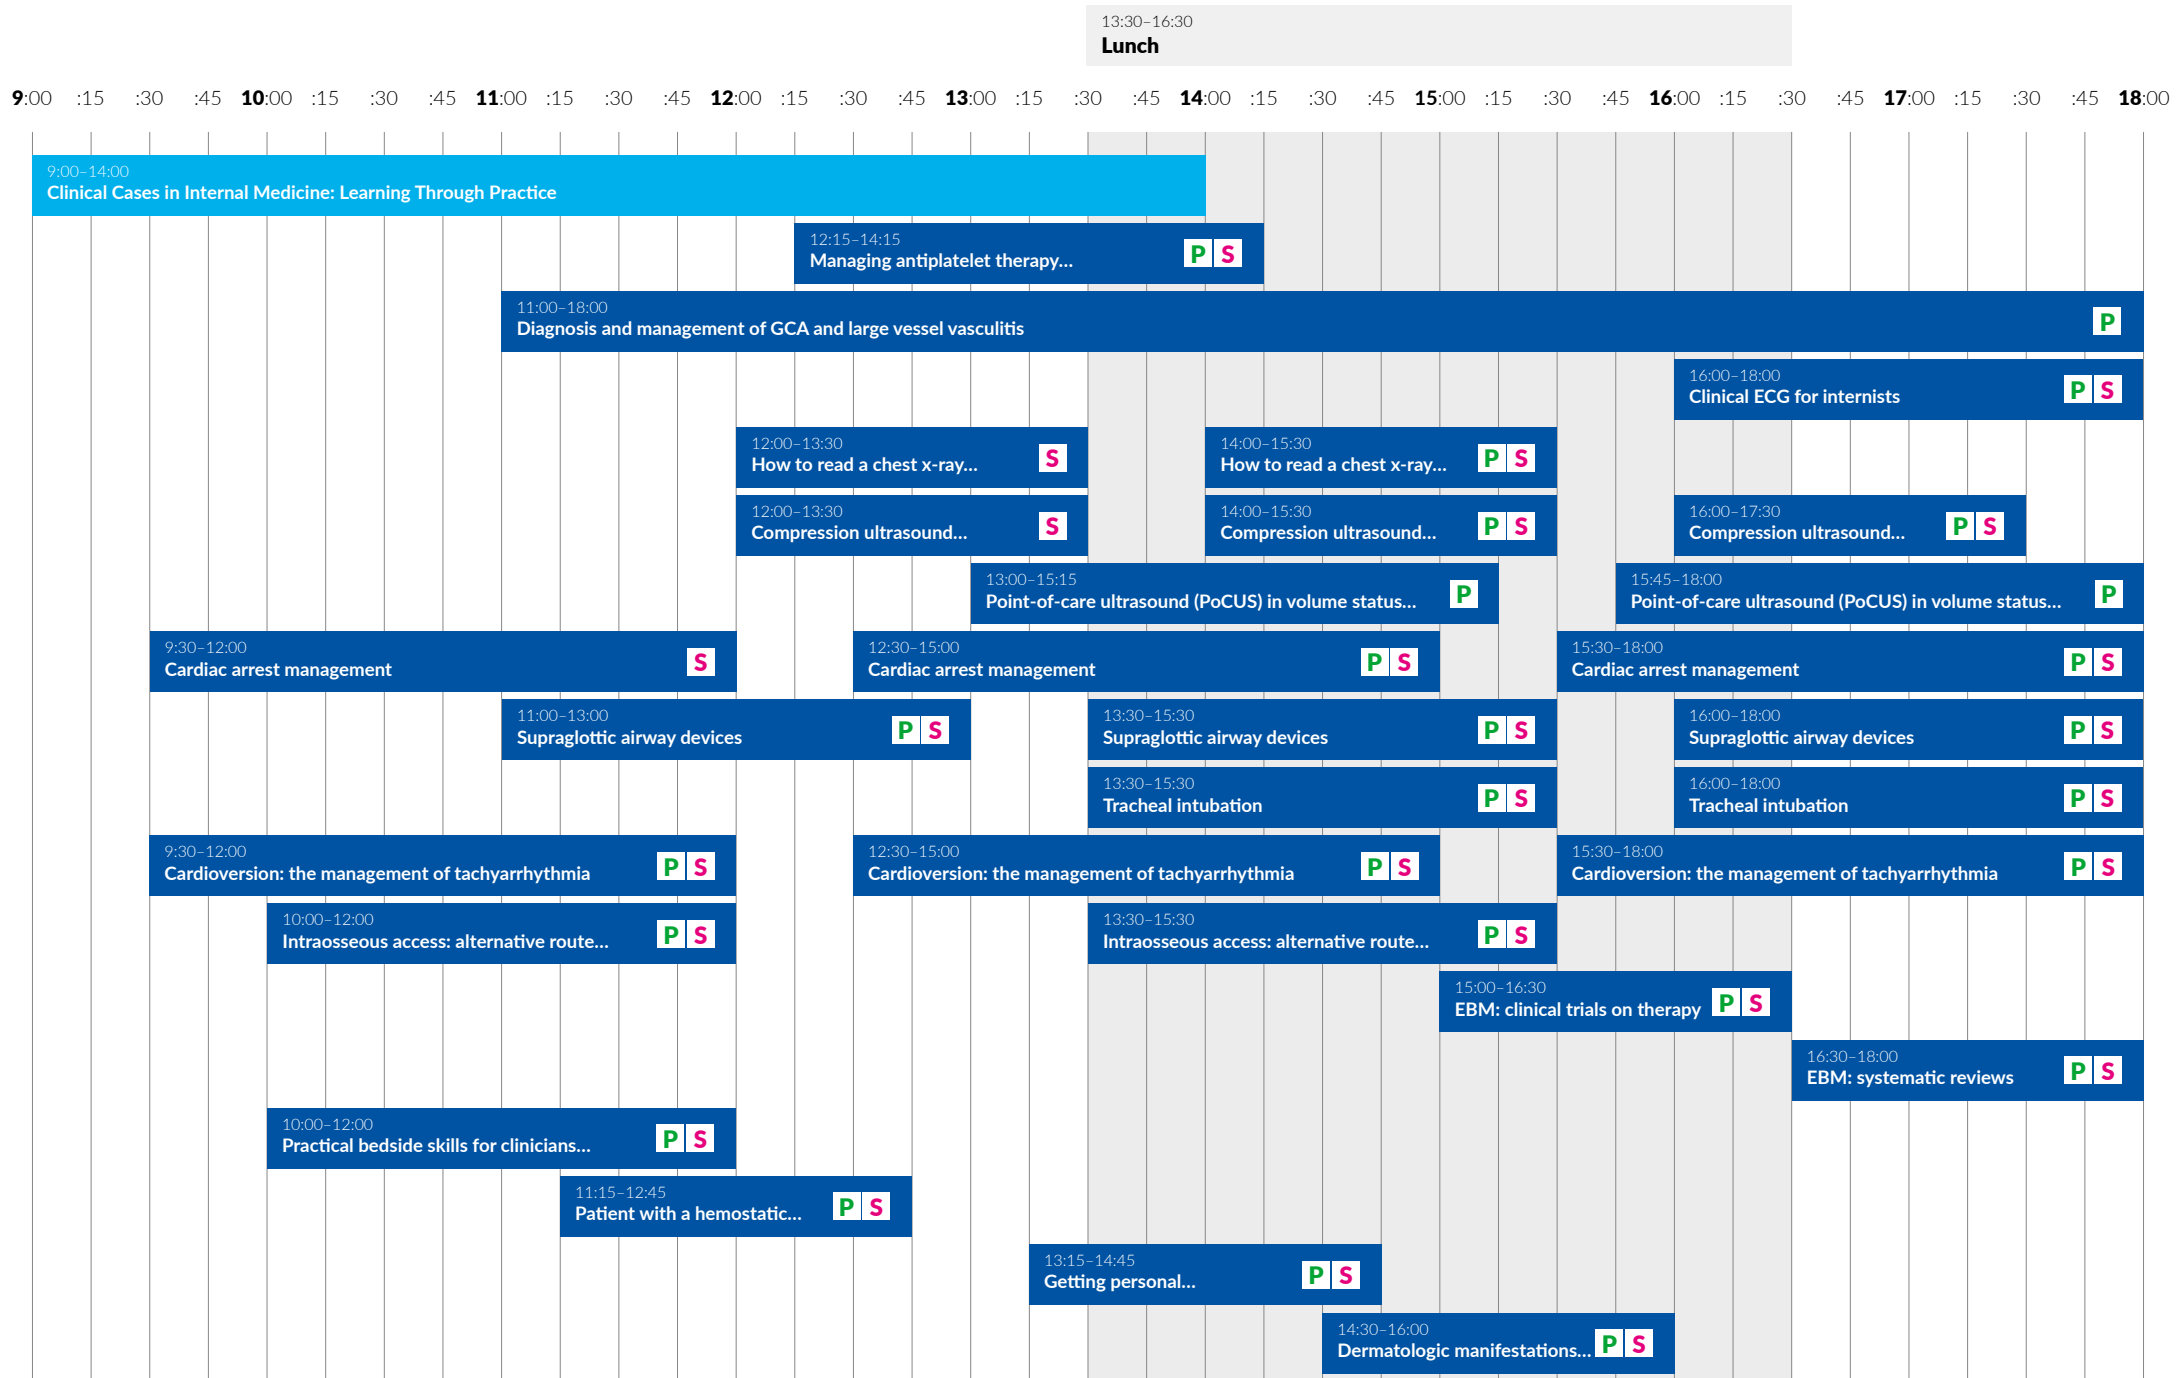 13:30–16:30
Lunch
9:00 :15 :30 :45 10:00 :15 :30 :45 11:00 :15 :30 :45 12:00 :15 :30 :45 13:00 :15 :30 :45 14:00 :15 :30 :45 15:00 :15 :30 :45 16:00 :15 :30 :45 17:00 :15 :30 :45 18:00
9:00–14:00
Clinical Cases in Internal Medicine: Learning Through Practice
12:15–14:15
Managing antiplatelet therapy... P S
11:00–18:00
Diagnosis and management of GCA and large vessel vasculitis P
16:00–18:00
Clinical ECG for internists P S
12:00–13:30
How to read a chest x-ray... S
14:00–15:30
How to read a chest x-ray... P S
12:00–13:30
Compression ultrasound... S
14:00–15:30
Compression ultrasound... P S
16:00–17:30
Compression ultrasound... P S
13:00–15:15
Point-of-care ultrasound (PoCUS) in volume status... P
15:45–18:00
Point-of-care ultrasound (PoCUS) in volume status... P
9:30–12:00
Cardiac arrest management S
12:30–15:00
Cardiac arrest management P S
15:30–18:00
Cardiac arrest management P S
11:00–13:00
Supraglottic airway devices P S
13:30–15:30
Supraglottic airway devices P S
16:00–18:00
Supraglottic airway devices P S
13:30–15:30
Tracheal intubation P S
16:00–18:00
Tracheal intubation P S
9:30–12:00
Cardioversion: the management of tachyarrhythmia P S
12:30–15:00
Cardioversion: the management of tachyarrhythmia P S
15:30–18:00
Cardioversion: the management of tachyarrhythmia P S
10:00–12:00
Intraosseous access: alternative route... P S
13:30–15:30
Intraosseous access: alternative route... P S
15:00–16:30
EBM: clinical trials on therapy P S
16:30–18:00
EBM: systematic reviews P S
10:00–12:00
Practical bedside skills for clinicians... P S
11:15–12:45
Patient with a hemostatic... P S
13:15–14:45
Getting personal... P S
14:30–16:00
Dermatologic manifestations... P S